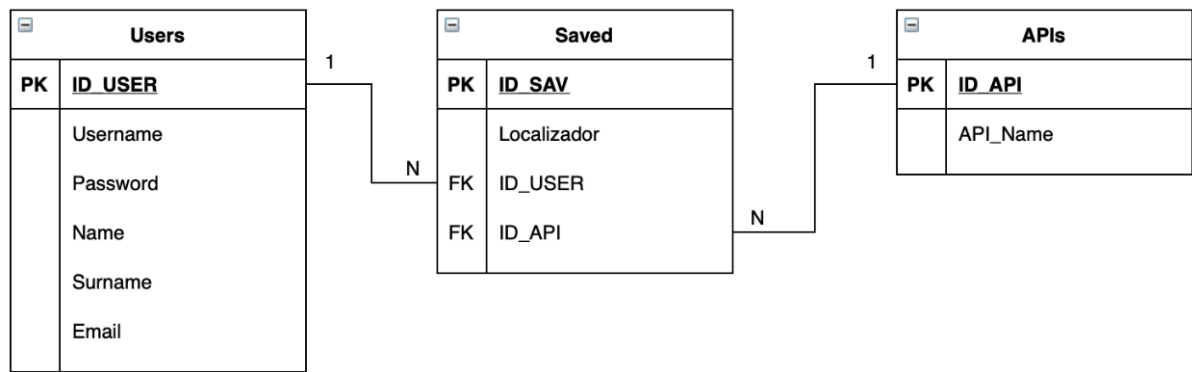 Users
PK ID_USER
Username
Password
Name
Surname
Email
1
N
Saved
PK ID_SAV
Localizador
FK ID_USER
FK ID_API
N
1
APIs
PK ID_API
API_Name